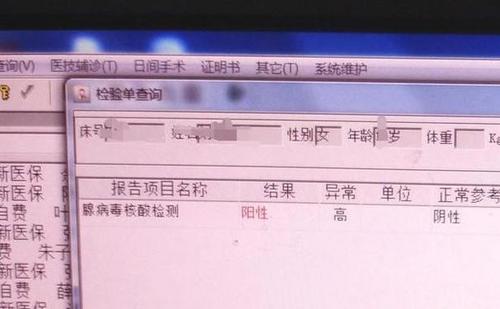 查询(V) 医技辅诊(T) 日间手术 证明书 其它(T) 系统维护
检验单查询
床号 性别 女 年龄 岁 体重 Kg
报告项目名称 结果 异常 单位 正常参考
腺病毒核酸检测 阳性 高 阴性
新医保
新医保
自费 叶
新医保
费 朱子
新医保
自费 薛